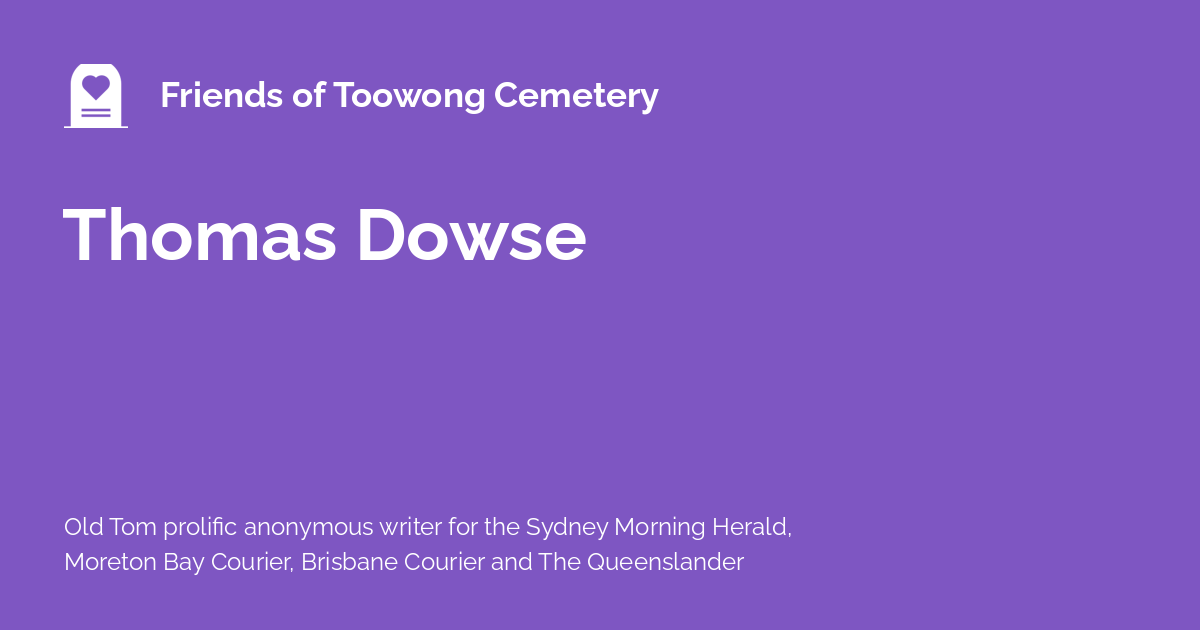 Friends of Toowong Cemetery
Thomas Dowse
Old Tom prolific anonymous writer for the Sydney Morning Herald,
Moreton Bay Courier, Brisbane Courier and The Queenslander